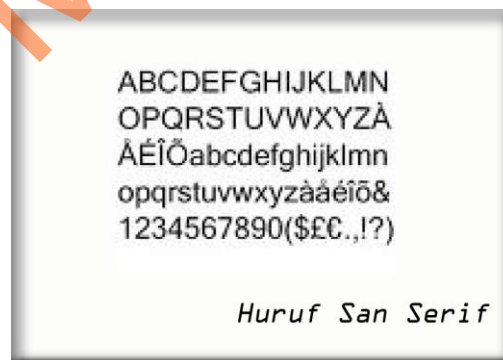 ABCDEFGHIJKLMN
OPQRSTUVWXYZÀ
ÅÉÎÕabcdefghijklmn
opqrstuvwxyzàåéîõ&
1234567890($£€.,!?)
Huruf San Serif